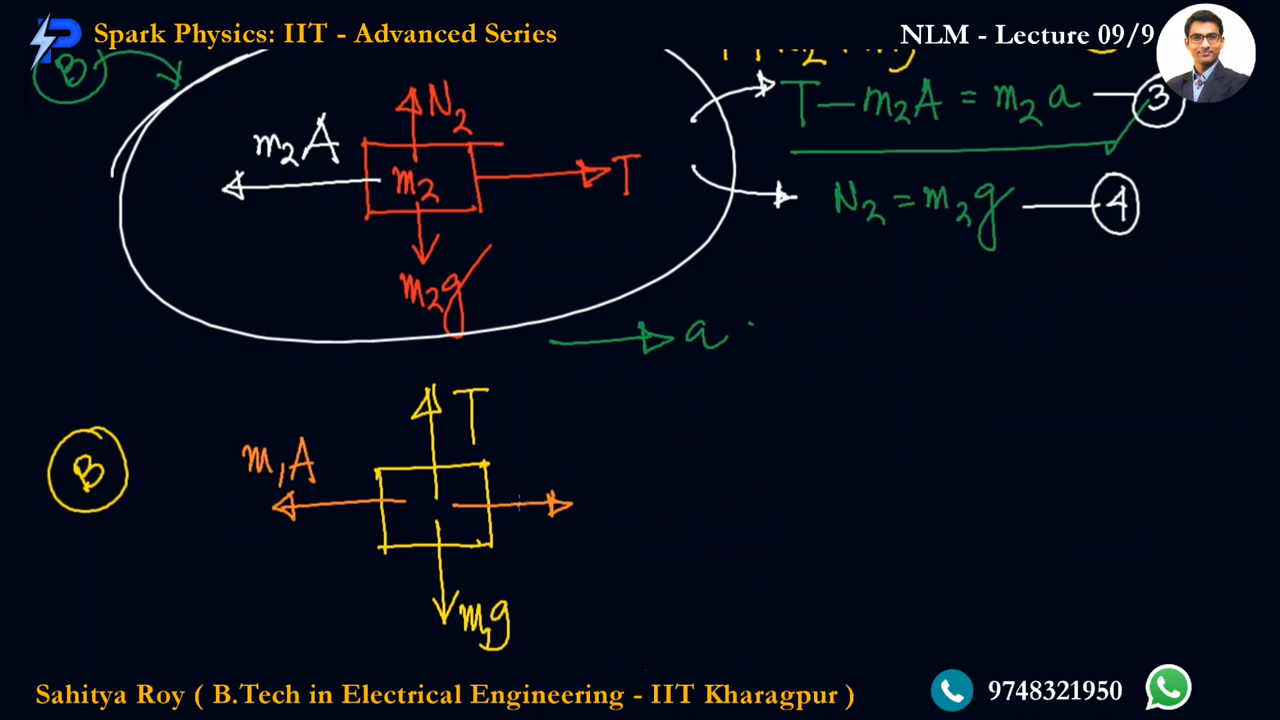 Spark Physics: IIT - Advanced Series
NLM - Lecture 09/9
B
N₂
m₂A
m₂
T
m₂g
T - m₂A = m₂a — 3
N₂ = m₂g — 4
a
B
T
m₁A
m₁g
Sahitya Roy ( B.Tech in Electrical Engineering - IIT Kharagpur )
9748321950